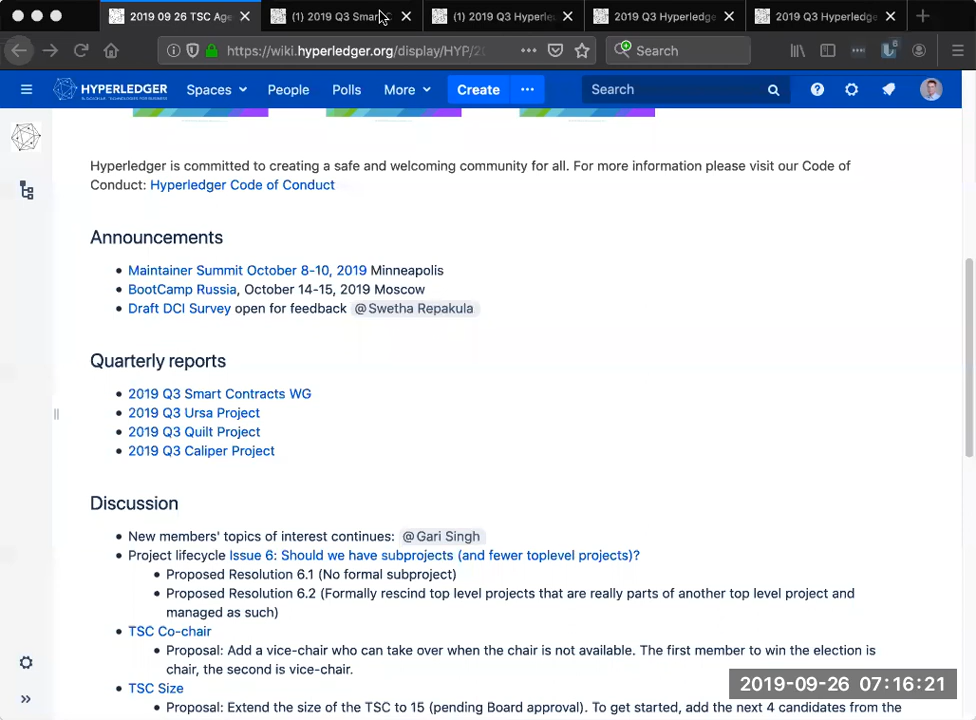 2019 09 26 TSC Age
(1) 2019 Q3 Smar
(1) 2019 Q3 Hyperle
2019 Q3 Hyperledg
2019 Q3 Hyperledg
https://wiki.hyperledger.org/display/HYP/20
Search
HYPERLEDGER
Spaces
People
Polls
More
Create
Search
Hyperledger is committed to creating a safe and welcoming community for all. For more information please visit our Code of
Conduct: Hyperledger Code of Conduct
Announcements
Maintainer Summit October 8-10, 2019 Minneapolis
BootCamp Russia, October 14-15, 2019 Moscow
Draft DCI Survey open for feedback @Swetha Repakula
Quarterly reports
2019 Q3 Smart Contracts WG
2019 Q3 Ursa Project
2019 Q3 Quilt Project
2019 Q3 Caliper Project
Discussion
New members' topics of interest continues: @Gari Singh
Project lifecycle Issue 6: Should we have subprojects (and fewer toplevel projects)?
Proposed Resolution 6.1 (No formal subproject)
Proposed Resolution 6.2 (Formally rescind top level projects that are really parts of another top level project and
managed as such)
TSC Co-chair
Proposal: Add a vice-chair who can take over when the chair is not available. The first member to win the election is
chair, the second is vice-chair.
TSC Size
Proposal: Extend the size of the TSC to 15 (pending Board approval). To get started, add the next 4 candidates from the
2019-09-26 07:16:21